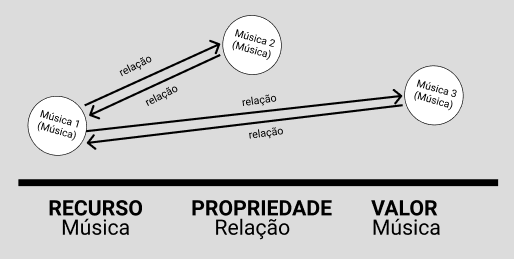 Música 2
(Música)
relação
relação
Música 3
(Música)
relação
Música 1
(Música)
relação
RECURSO PROPRIEDADE VALOR
Música Relação Música